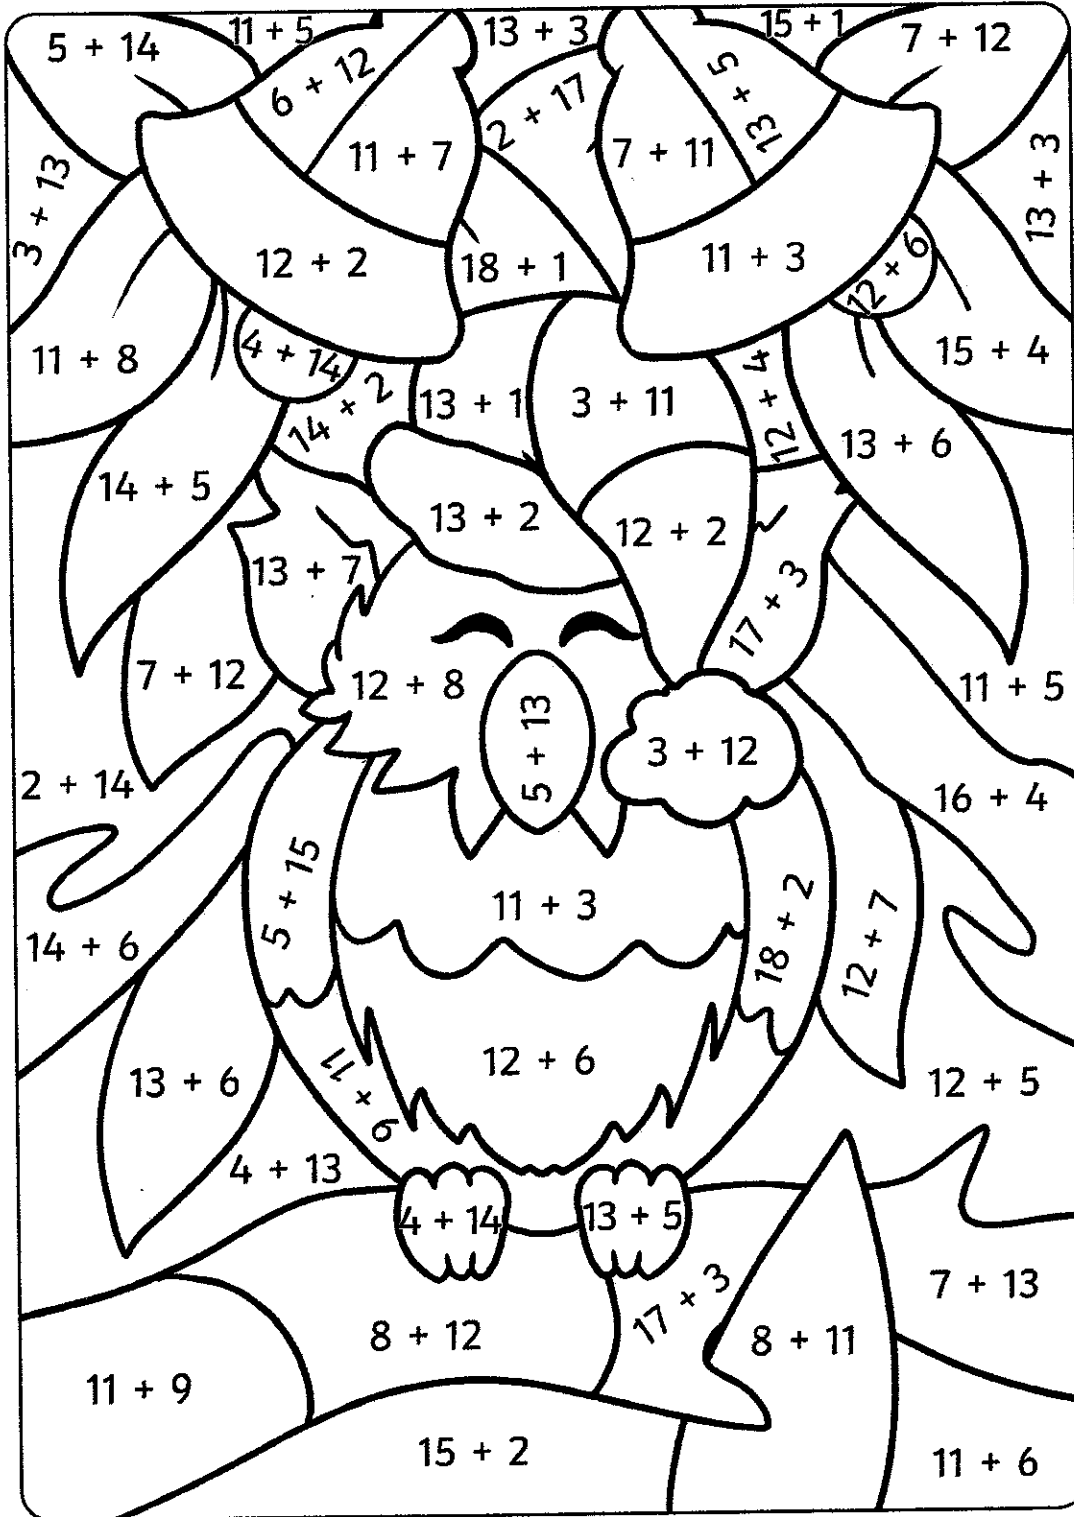 5 + 14
11 + 5
13 + 3
15 + 1
7 + 12
6 + 12
2 + 17
13 + 5
11 + 7
7 + 11
3 + 13
13 + 3
12 + 2
18 + 1
11 + 3
12 + 6
11 + 8
4 + 14
14 + 2
13 + 1
3 + 11
12 + 4
15 + 4
13 + 6
14 + 5
13 + 2
12 + 2
13 + 7
17 + 3
7 + 12
12 + 8
5 + 13
3 + 12
11 + 5
2 + 14
16 + 4
5 + 15
11 + 3
18 + 2
12 + 7
14 + 6
12 + 6
13 + 6
9 + 11
12 + 5
4 + 13
4 + 14
13 + 5
17 + 3
7 + 13
8 + 12
8 + 11
11 + 9
15 + 2
11 + 6